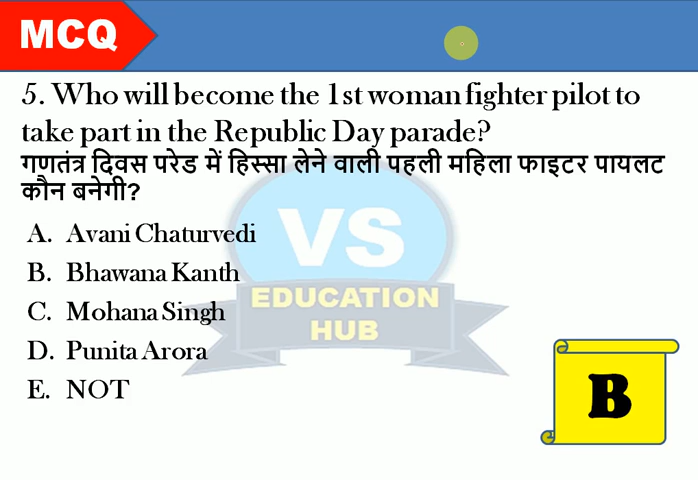 MCQ
5. Who will become the 1st woman fighter pilot to
take part in the Republic Day parade?
गणतंत्र दिवस परेड में हिस्सा लेने वाली पहली महिला फाइटर पायलट
कौन बनेगी?
A. Avani Chaturvedi
B. Bhawana Kanth
C. Mohana Singh
D. Punita Arora
E. NOT
VS
EDUCATION
HUB
B